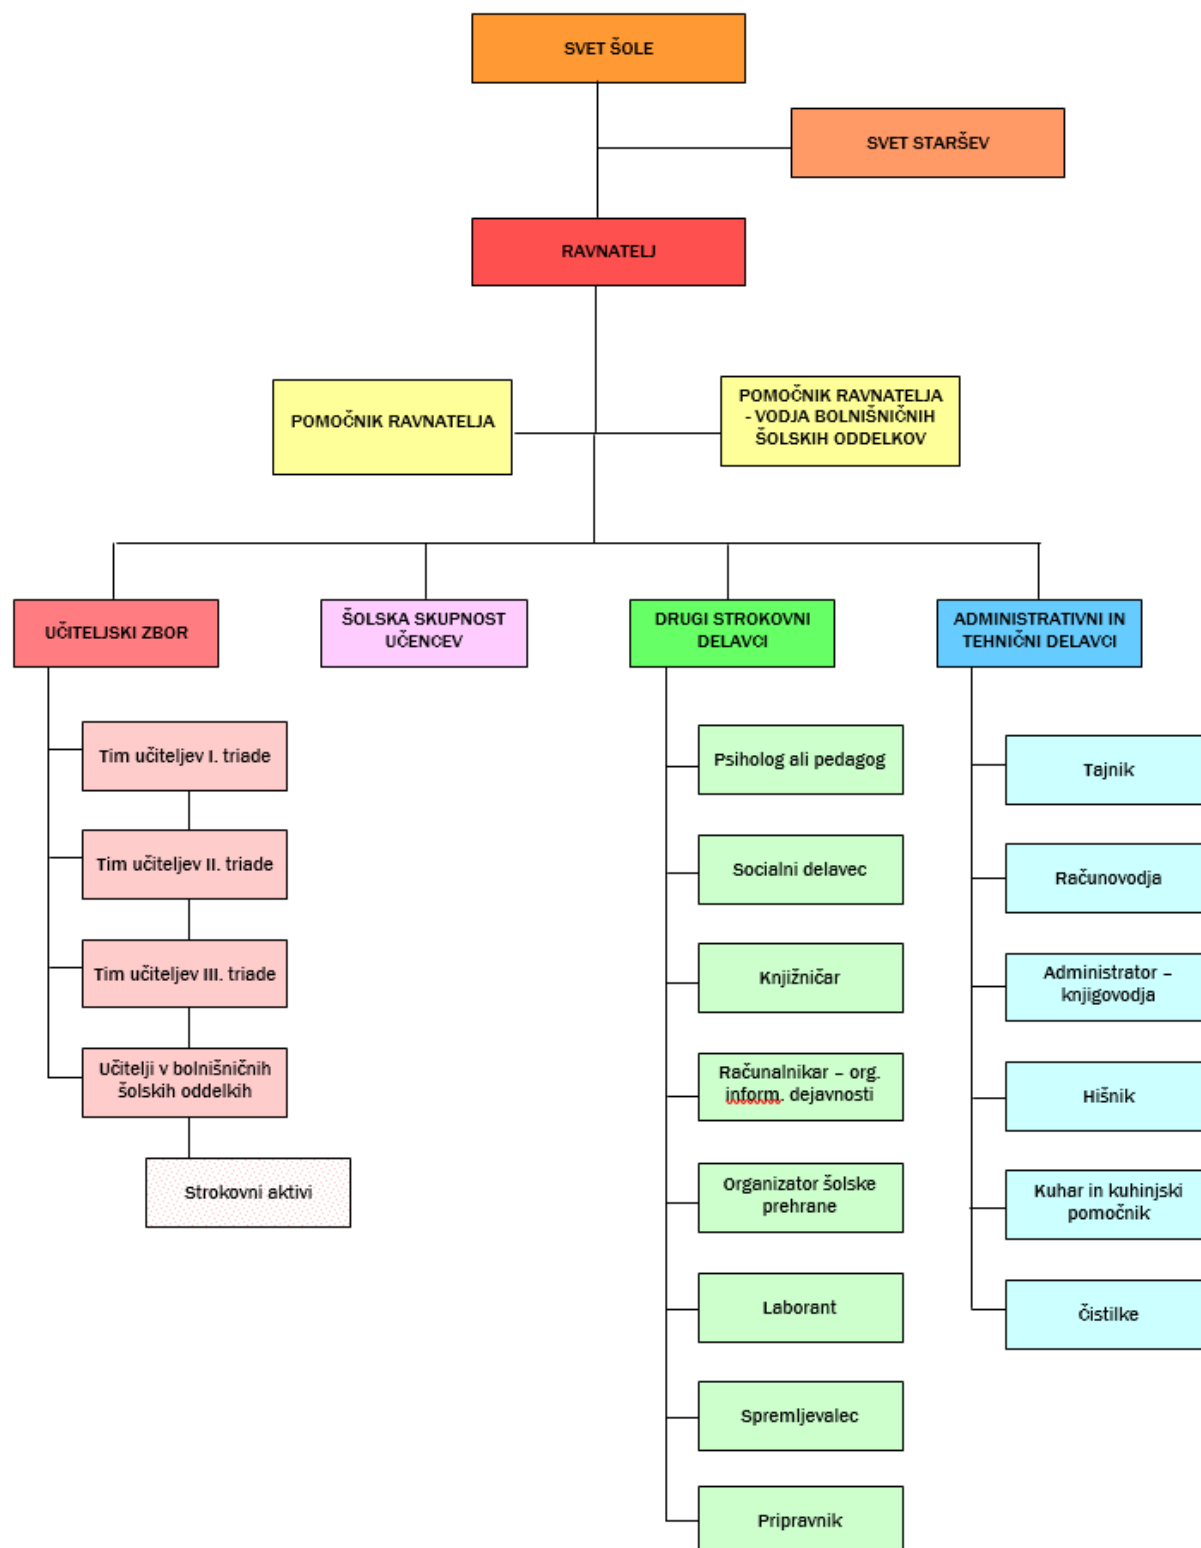 SVET ŠOLE
SVET STARŠEV
RAVNATELJ
POMOČNIK RAVNATELJA
POMOČNIK RAVNATELJA
- VODJA BOLNIŠNIČNIH
ŠOLSKIH ODDELKOV
UČITELJSKI ZBOR
ŠOLSKA SKUPNOST
UČENCEV
DRUGI STROKOVNI
DELAVCI
ADMINISTRATIVNI IN
TEHNIČNI DELAVCI
Tim učiteljev I. triade
Tim učiteljev II. triade
Tim učiteljev III. triade
Učitelji v bolnišničnih
šolskih oddelkih
Strokovni aktivi
Psiholog ali pedagog
Socialni delavec
Knjižničar
Računalnikar – org.
inform. dejavnosti
Organizator šolske
prehrane
Laborant
Spremljevalec
Pripravnik
Tajnik
Računovodja
Administrator –
knjigovodja
Hišnik
Kuhar in kuhinjski
pomočnik
Čistilke